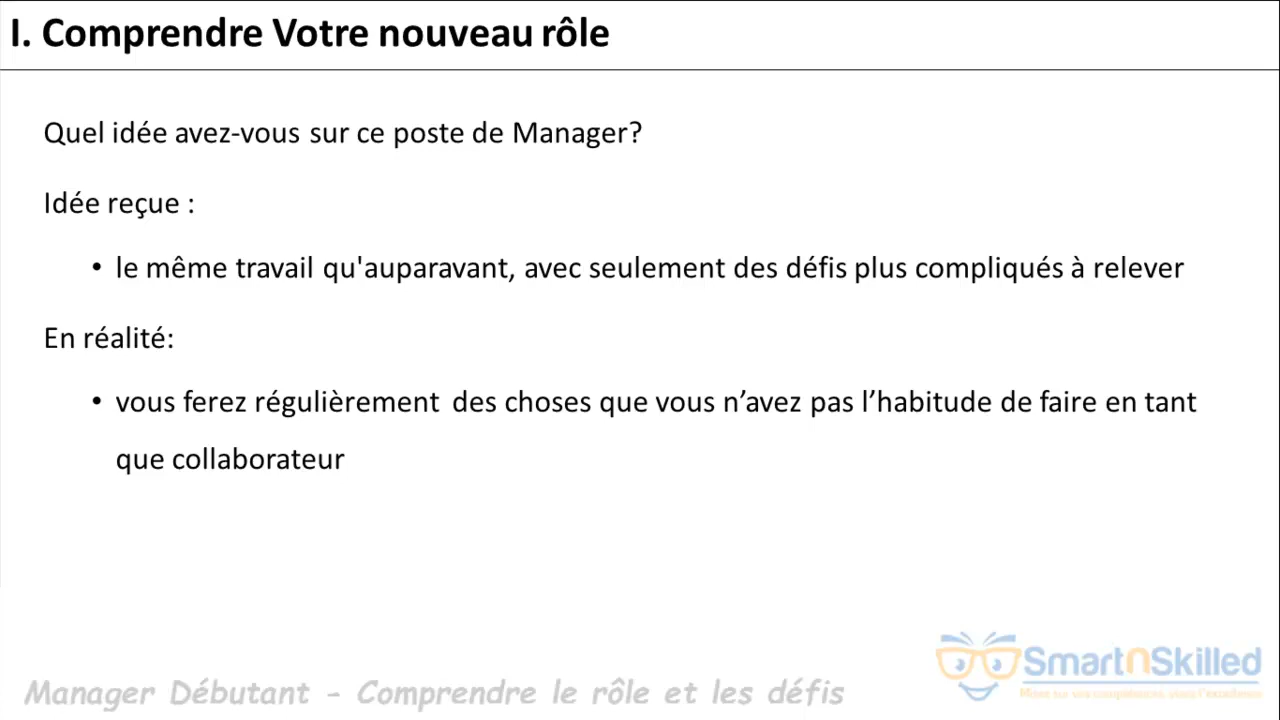 I. Comprendre Votre nouveau rôle
Quel idée avez-vous sur ce poste de Manager?
Idée reçue :
• le même travail qu'auparavant, avec seulement des défis plus compliqués à relever
En réalité:
• vous ferez régulièrement des choses que vous n’avez pas l’habitude de faire en tant
que collaborateur
SmartnSkilled
Manager Débutant - Comprendre le rôle et les défis